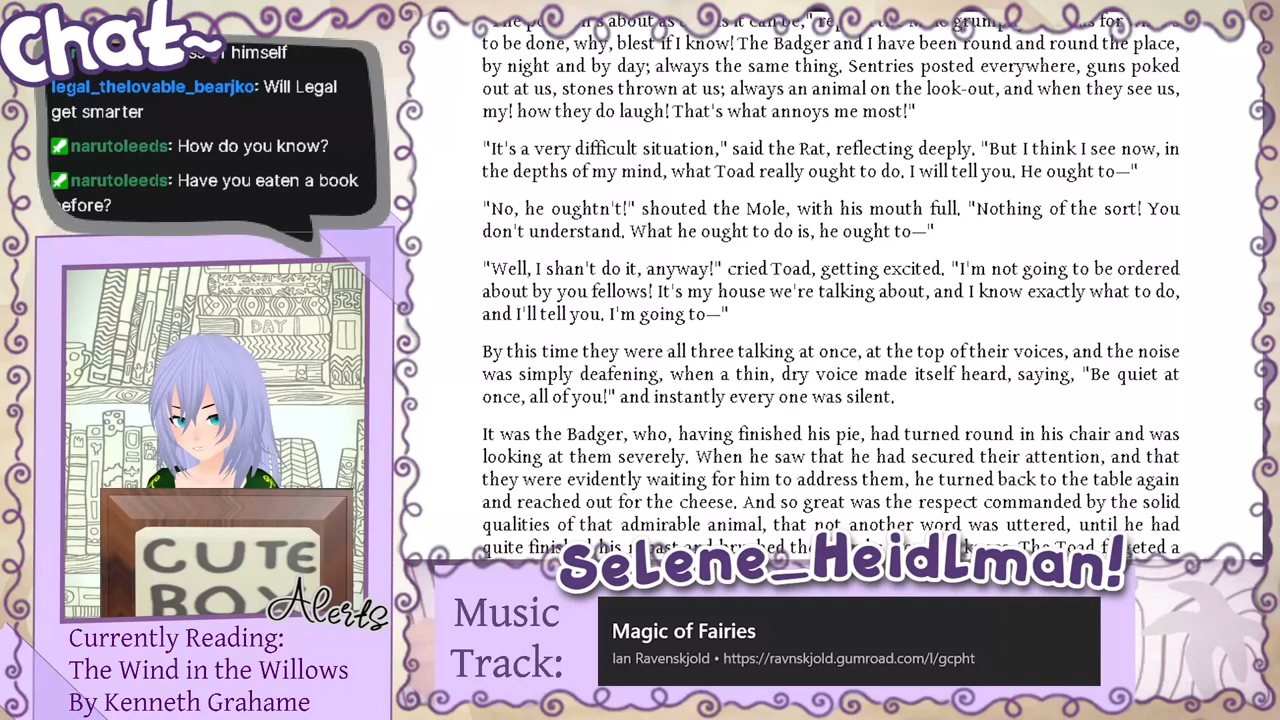 Chat~
himself
legal_thelovable_bearjko: Will Legal
get smarter
narutoleeds: How do you know?
narutoleeds: Have you eaten a book
before?
DAY
CUTE
BOX
Alerts
Currently Reading:
The Wind in the Willows
By Kenneth Grahame
to be done, why, blest if I know! The Badger and I have been round and round the place,
by night and by day; always the same thing. Sentries posted everywhere, guns poked
out at us, stones thrown at us; always an animal on the look-out, and when they see us,
my! how they do laugh! That's what annoys me most!"
"It's a very difficult situation," said the Rat, reflecting deeply. "But I think I see now, in
the depths of my mind, what Toad really ought to do. I will tell you. He ought to—"
"No, he oughtn't!" shouted the Mole, with his mouth full. "Nothing of the sort! You
don't understand. What he ought to do is, he ought to—"
"Well, I shan't do it, anyway!" cried Toad, getting excited. "I'm not going to be ordered
about by you fellows! It's my house we're talking about, and I know exactly what to do,
and I'll tell you. I'm going to—"
By this time they were all three talking at once, at the top of their voices, and the noise
was simply deafening, when a thin, dry voice made itself heard, saying, "Be quiet at
once, all of you!" and instantly every one was silent.
It was the Badger, who, having finished his pie, had turned round in his chair and was
looking at them severely. When he saw that he had secured their attention, and that
they were evidently waiting for him to address them, he turned back to the table again
and reached out for the cheese. And so great was the respect commanded by the solid
qualities of that admirable animal, that not another word was uttered, until he had
quite his The Toad a
Selene_Heidlman!
Music
Track:
Magic of Fairies
Ian Ravenskjold • https://ravnskjold.gumroad.com/l/gcpht